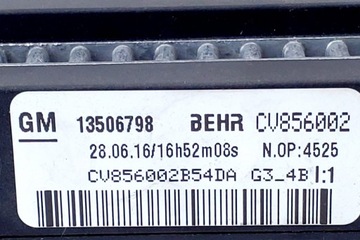 GM 13506798 BEHR CV856002
28.06.16/16h52m08s N.OP:4525
CV856002B54DA G3_4B I:1